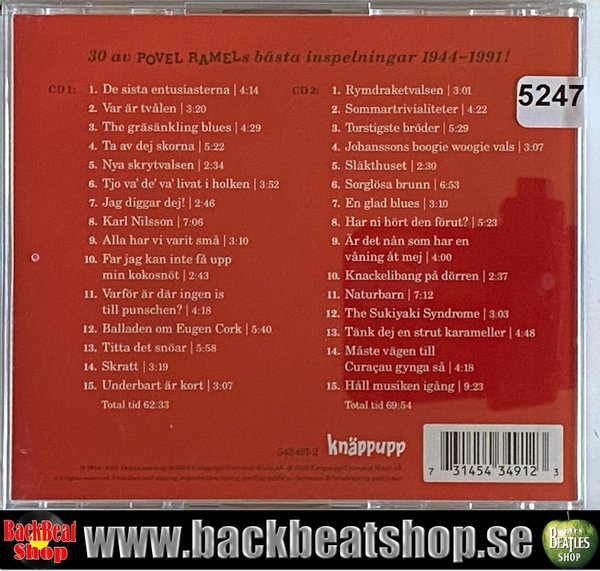 30 av POVEL RAMELs bästa inspelningar 1944–1991!
CD 1:
1. De sista entusiasterna | 4:14
2. Var är tvålen | 3:20
3. The gräsänkling blues | 4:29
4. Ta av dej skorna | 5:22
5. Nya skrytvalsen | 2:34
6. Tjo va' de' va' livat i holken | 3:52
7. Jag diggar dej! | 2:46
8. Karl Nilsson | 7:06
9. Alla har vi varit små | 3:10
10. Far jag kan inte få upp
min kokosnöt | 2:43
11. Varför är där ingen is
till punschen? | 4:18
12. Balladen om Eugen Cork | 5:40
13. Titta det snöar | 5:58
14. Skratt | 3:19
15. Underbart är kort | 3:07
Total tid 62:33
CD 2:
1. Rymdraketvalsen | 3:01
2. Sommartrivialiteter | 4:22
3. Torstigste bröder | 5:29
4. Johanssons boogie woogie vals | 3:07
5. Släkthuset | 2:30
6. Sorglösa brunn | 6:53
7. En glad blues | 3:10
8. Har ni hört den förut? | 5:23
9. Är det nån som har en
våning åt mej | 4:00
10. Knackelibang på dörren | 2:37
11. Naturbarn | 7:12
12. The Sukiyaki Syndrome | 3:03
13. Tänk dej en strut karameller | 4:48
14. Måste vägen till
Curaçau gynga så | 4:18
15. Håll musiken igång | 9:23
Total tid 69:54
5247
543 491-2
knäppupp
7 31454 34912 3
BackBeat
Shop
www.backbeatshop.se
BEATLES
SHOP